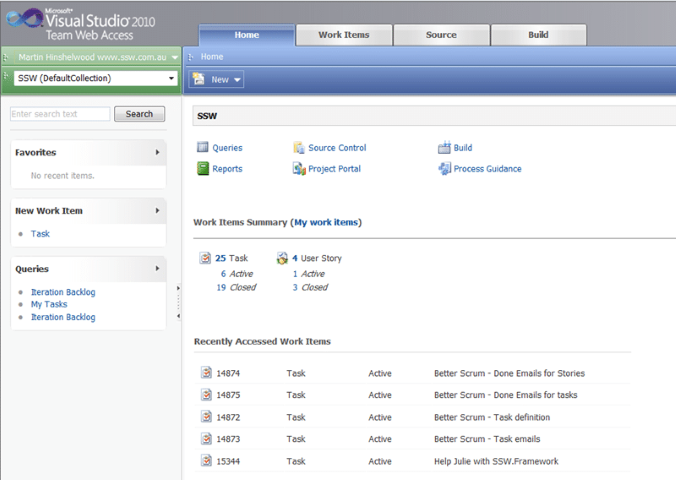 Microsoft
Visual Studio 2010
Team Web Access
Home
Work Items
Source
Build
Martin Hinshelwood www.ssw.com.au
Home
SSW (DefaultCollection)
New
Enter search text
Search
SSW
Queries
Source Control
Build
Reports
Project Portal
Process Guidance
Favorites
No recent items.
New Work Item
Task
Queries
Iteration Backlog
My Tasks
Iteration Backlog
Work Items Summary (My work items)
25 Task
6 Active
19 Closed
4 User Story
1 Active
3 Closed
Recently Accessed Work Items
14874 Task Active Better Scrum - Done Emails for Stories
14875 Task Active Better Scrum - Done Emails for tasks
14872 Task Active Better Scrum - Task definition
14873 Task Active Better Scrum - Task emails
15344 Task Active Help Julie with SSW.Framework